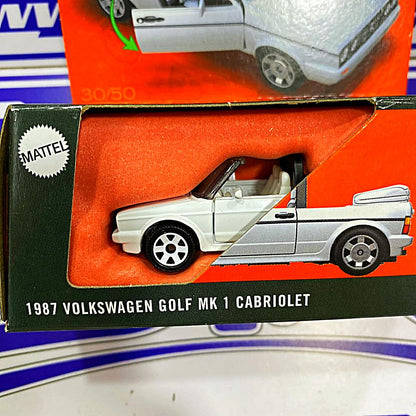 30/50
MATTEL
1987 VOLKSWAGEN GOLF MK 1 CABRIOLET